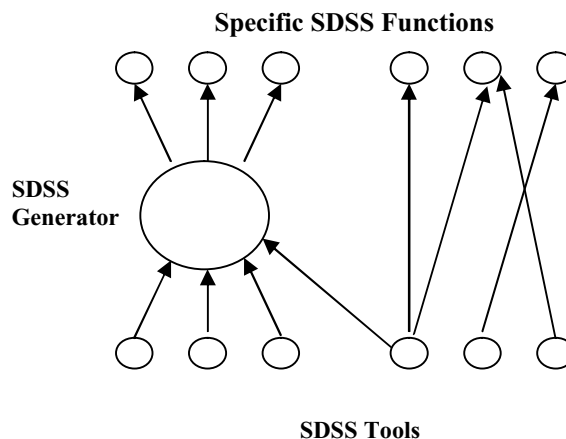 Specific SDSS Functions
SDSS
Generator
SDSS Tools